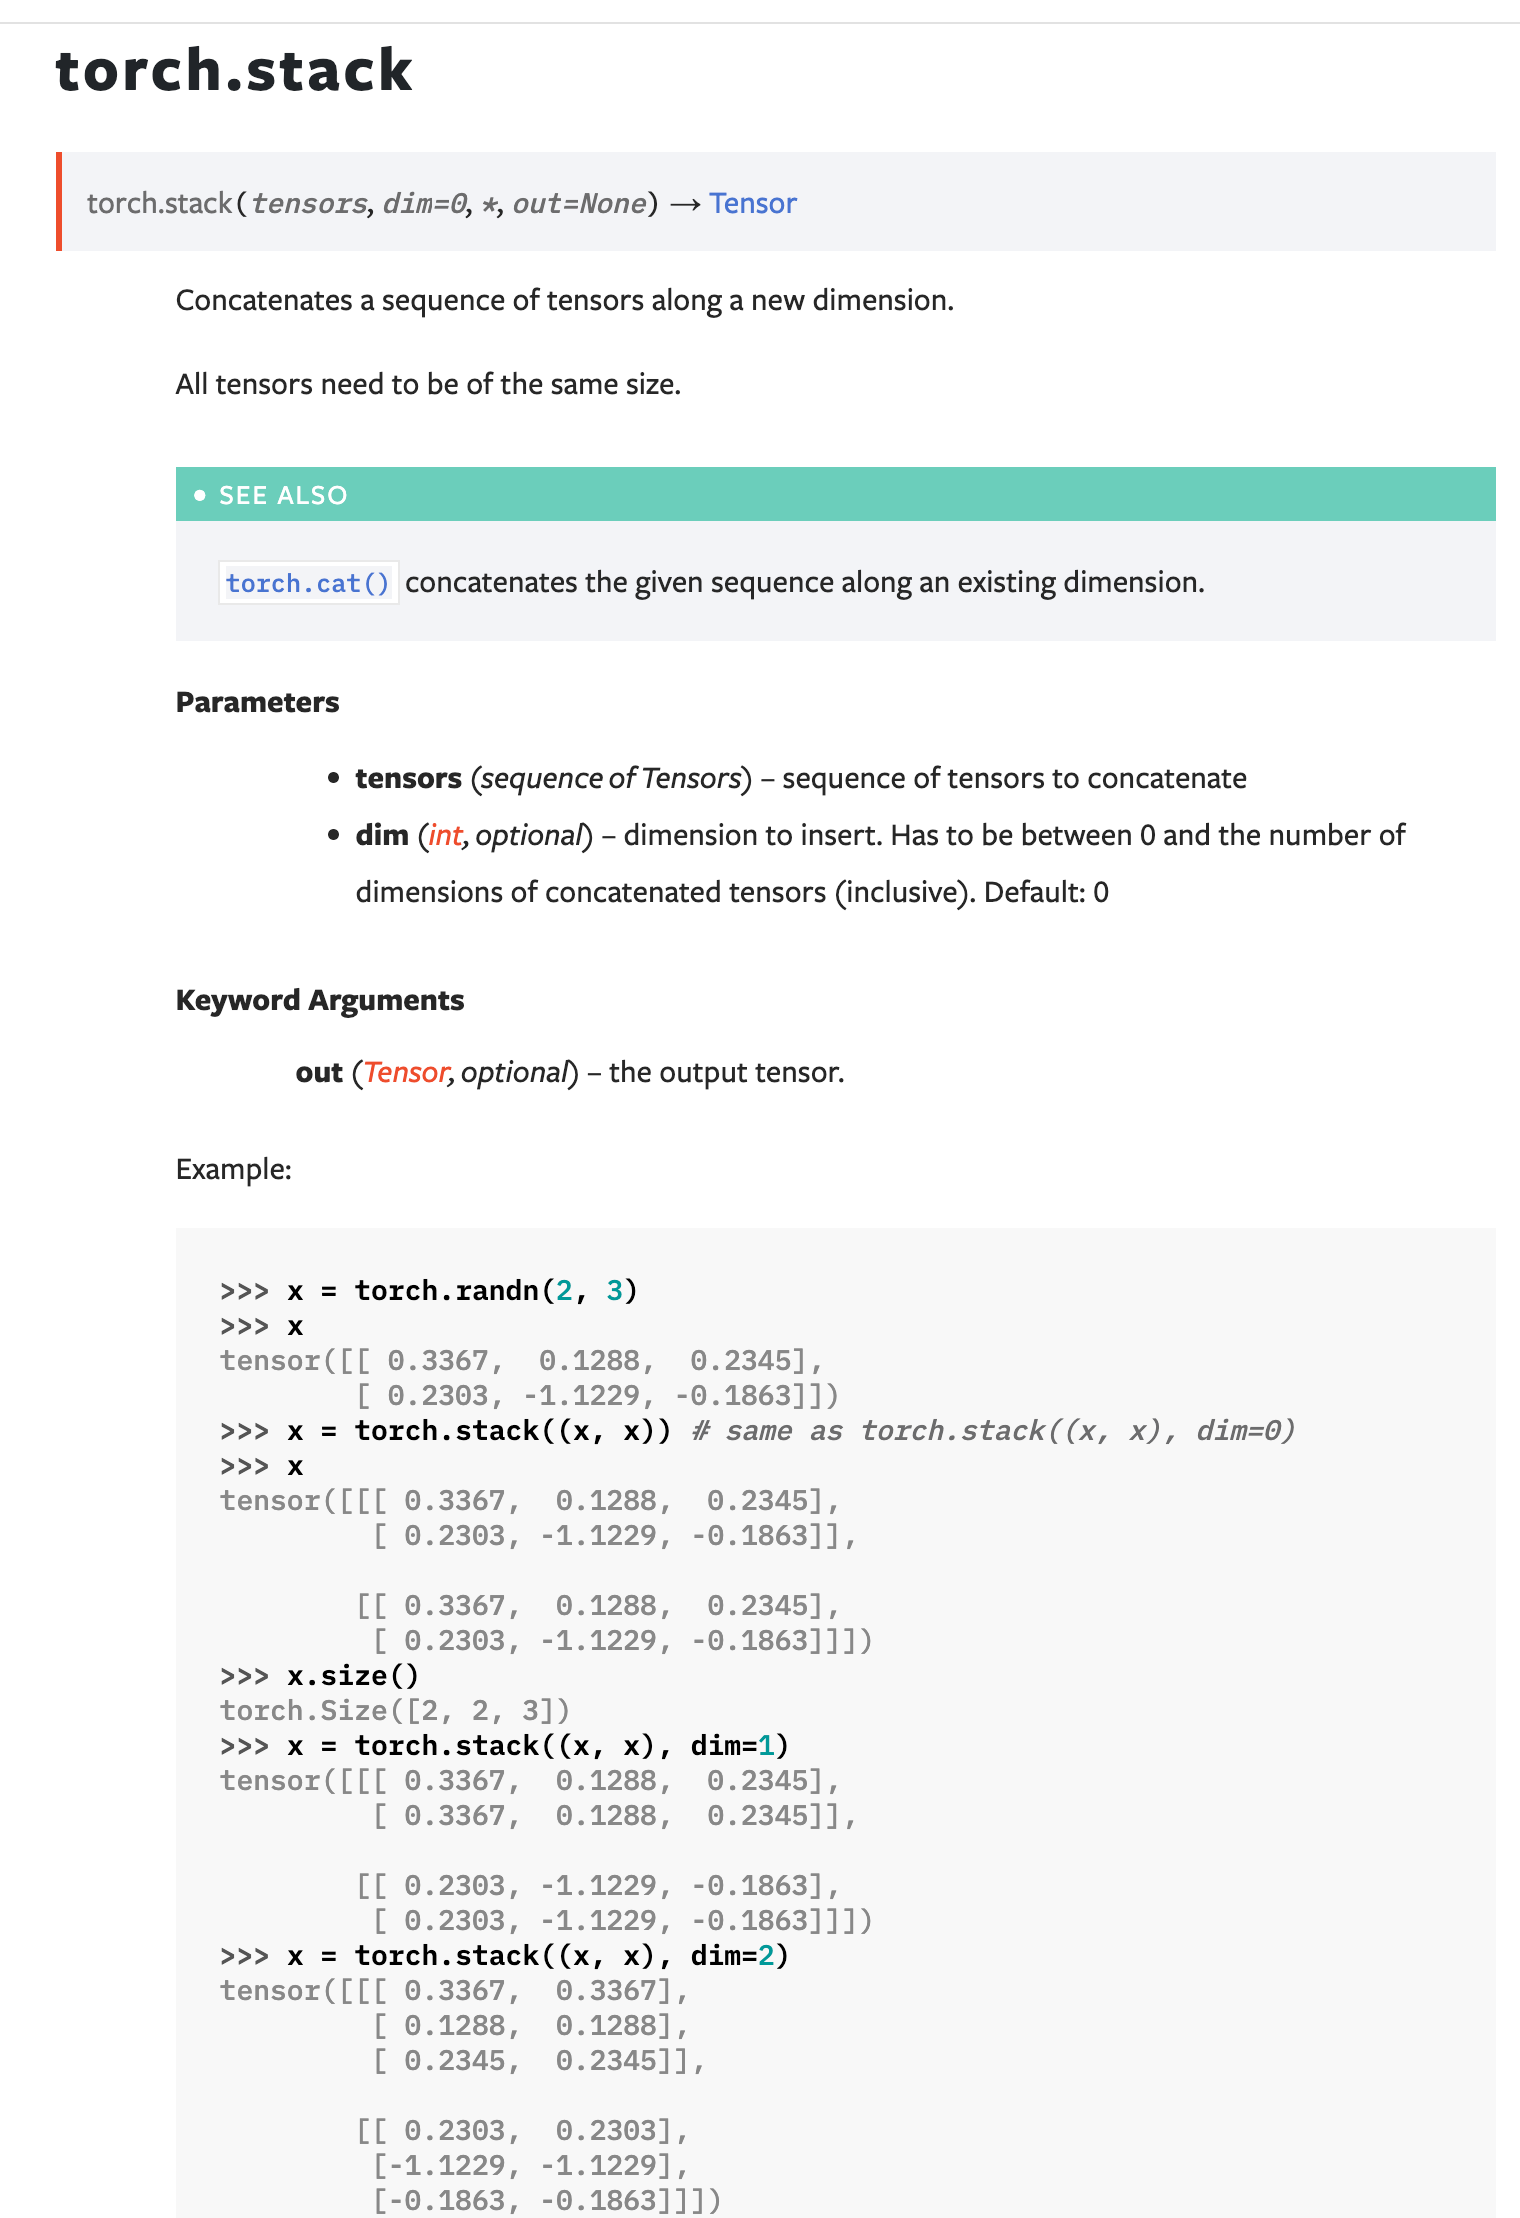 torch.stack
torch.stack(tensors, dim=0, *, out=None) → Tensor
Concatenates a sequence of tensors along a new dimension.
All tensors need to be of the same size.
• SEE ALSO
torch.cat() concatenates the given sequence along an existing dimension.
Parameters
• tensors (sequence of Tensors) – sequence of tensors to concatenate
• dim (int, optional) – dimension to insert. Has to be between 0 and the number of
dimensions of concatenated tensors (inclusive). Default: 0
Keyword Arguments
out (Tensor, optional) – the output tensor.
Example:
>>> x = torch.randn(2, 3)
>>> x
tensor([[ 0.3367,  0.1288,  0.2345],
        [ 0.2303, -1.1229, -0.1863]])
>>> x = torch.stack((x, x)) # same as torch.stack((x, x), dim=0)
>>> x
tensor([[[ 0.3367,  0.1288,  0.2345],
         [ 0.2303, -1.1229, -0.1863]],
        [[ 0.3367,  0.1288,  0.2345],
         [ 0.2303, -1.1229, -0.1863]]])
>>> x.size()
torch.Size([2, 2, 3])
>>> x = torch.stack((x, x), dim=1)
tensor([[[ 0.3367,  0.1288,  0.2345],
         [ 0.3367,  0.1288,  0.2345]],
        [[ 0.2303, -1.1229, -0.1863],
         [ 0.2303, -1.1229, -0.1863]]])
>>> x = torch.stack((x, x), dim=2)
tensor([[[ 0.3367,  0.3367],
         [ 0.1288,  0.1288],
         [ 0.2345,  0.2345]],
        [[ 0.2303,  0.2303],
         [-1.1229, -1.1229],
         [-0.1863, -0.1863]]])